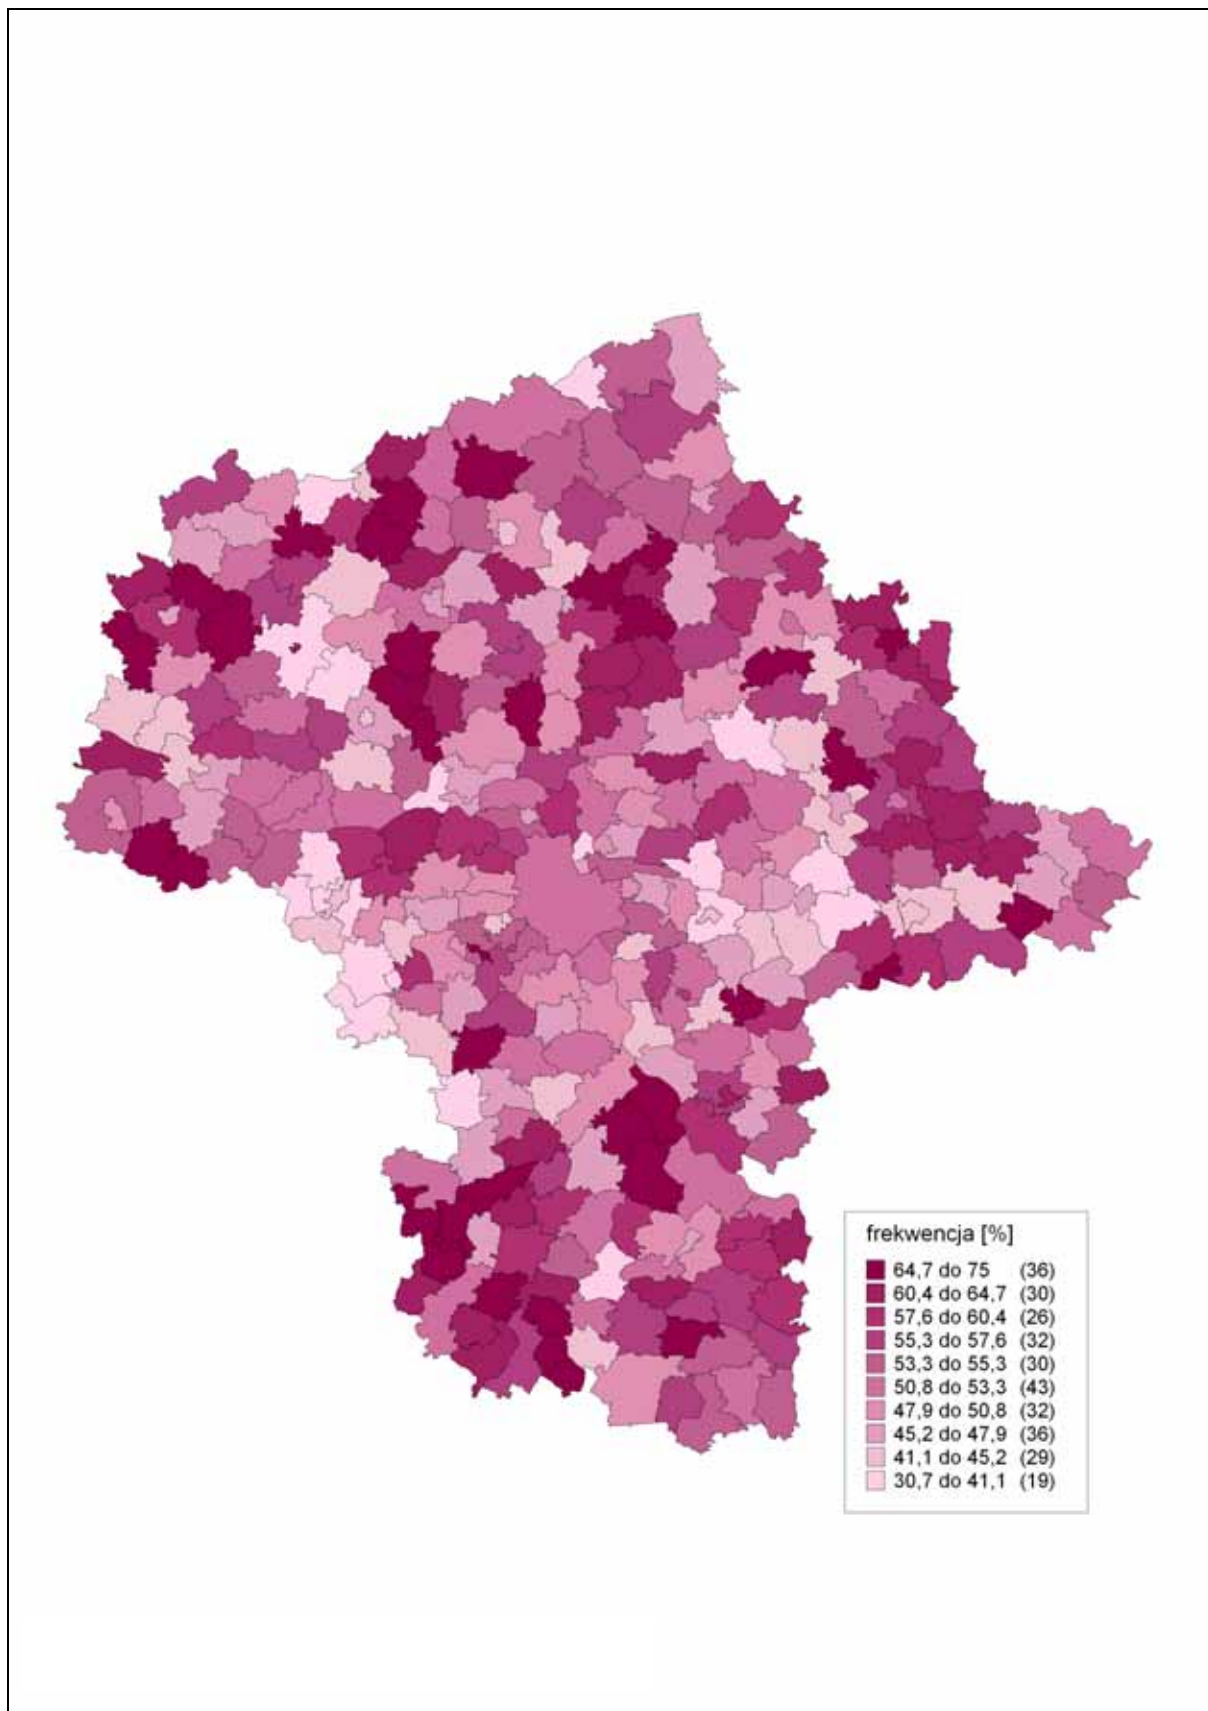 frekwencja [%]
64,7 do 75 (36)
60,4 do 64,7 (30)
57,6 do 60,4 (26)
55,3 do 57,6 (32)
53,3 do 55,3 (30)
50,8 do 53,3 (43)
47,9 do 50,8 (32)
45,2 do 47,9 (36)
41,1 do 45,2 (29)
30,7 do 41,1 (19)